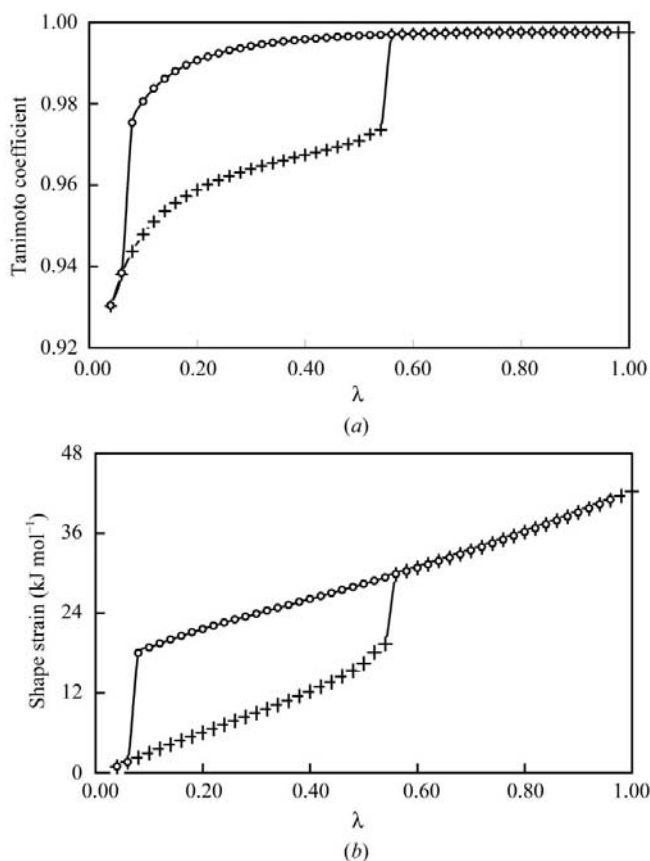 1.00
0.98
0.96
0.94
0.92
Tanimoto coefficient
0.00 0.20 0.40 0.60 0.80 1.00
λ
(a)
48
36
24
12
0
Shape strain (kJ mol⁻¹)
0.00 0.20 0.40 0.60 0.80 1.00
λ
(b)